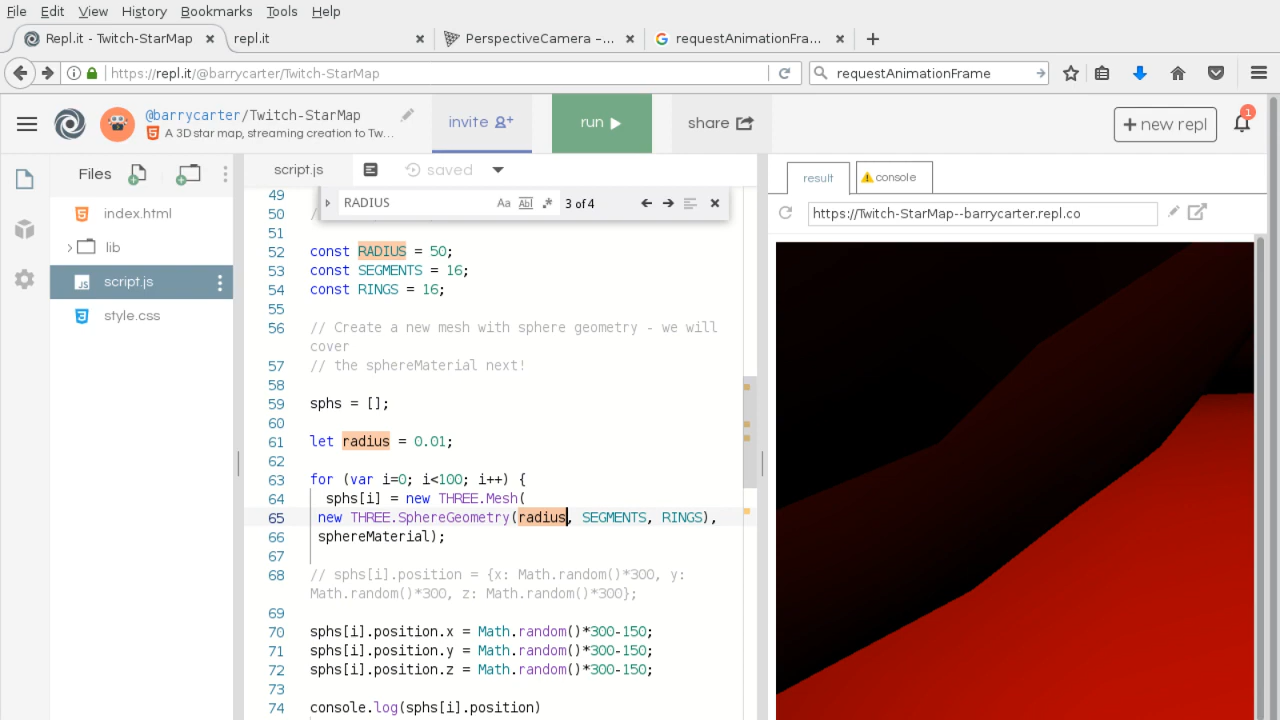 File Edit View History Bookmarks Tools Help
Repl.it - Twitch-StarMap × repl.it × PerspectiveCamera –... × requestAnimationFra... × +
https://repl.it/@barrycarter/Twitch-StarMap requestAnimationFrame
@barrycarter/Twitch-StarMap
A 3D star map, streaming creation to Tw...
invite
run
share
+ new repl
1
Files
index.html
lib
script.js
style.css
script.js saved
RADIUS Aa Abl .* 3 of 4
49
50 /
51
52 const RADIUS = 50;
53 const SEGMENTS = 16;
54 const RINGS = 16;
55
56 // Create a new mesh with sphere geometry - we will
cover
57 // the sphereMaterial next!
58
59 sphs = [];
60
61 let radius = 0.01;
62
63 for (var i=0; i<100; i++) {
64 sphs[i] = new THREE.Mesh(
65 new THREE.SphereGeometry(radius, SEGMENTS, RINGS),
66 sphereMaterial);
67
68 // sphs[i].position = {x: Math.random()*300, y:
Math.random()*300, z: Math.random()*300};
69
70 sphs[i].position.x = Math.random()*300-150;
71 sphs[i].position.y = Math.random()*300-150;
72 sphs[i].position.z = Math.random()*300-150;
73
74 console.log(sphs[i].position)
result console
https://Twitch-StarMap--barrycarter.repl.co